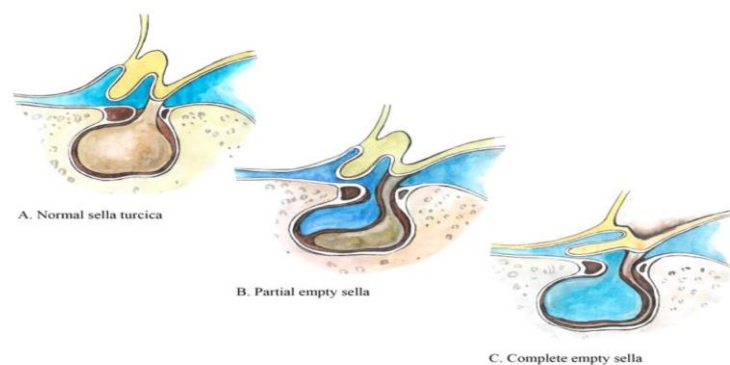 A. Normal sella turcica
B. Partial empty sella
C. Complete empty sella